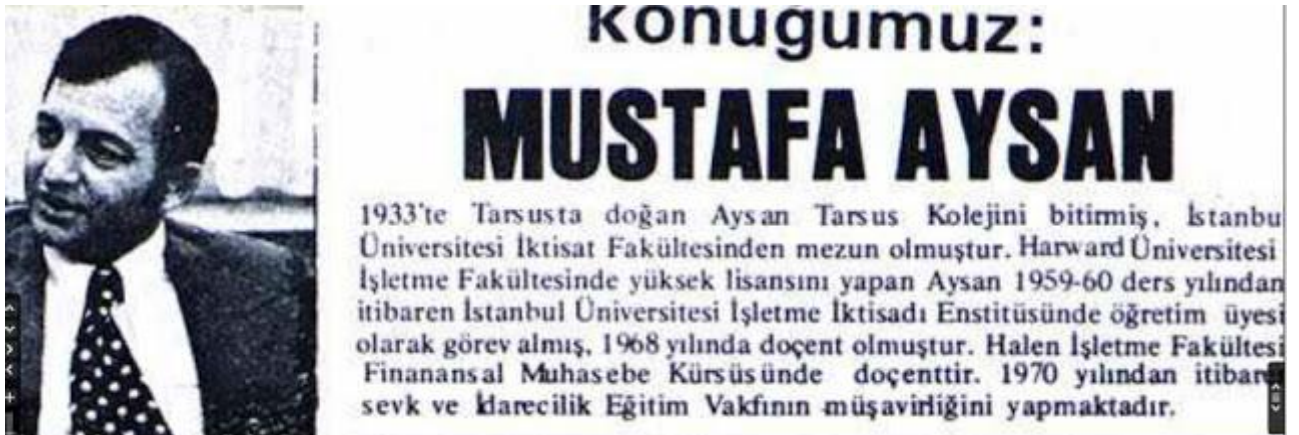 konuğumuz:
MUSTAFA AYSAN
1933'te Tarsusta doğan Aysan Tarsus Kolejini bitirmiş, İstanbu
Üniversitesi İktisat Fakültesinden mezun olmuştur. Harward Üniversitesi
İşletme Fakültesinde yüksek lisansını yapan Aysan 1959-60 ders yılından
itibaren İstanbul Üniversitesi İşletme İktisadı Enstitüsünde öğretim üyesi
olarak görev almış, 1968 yılında doçent olmuştur. Halen İşletme Fakültesi
Finanansal Muhasebe Kürsüsünde doçenttir. 1970 yılından itibare
sevk ve İdarecilik Eğitim Vakfının müşavirliğini yapmaktadır.